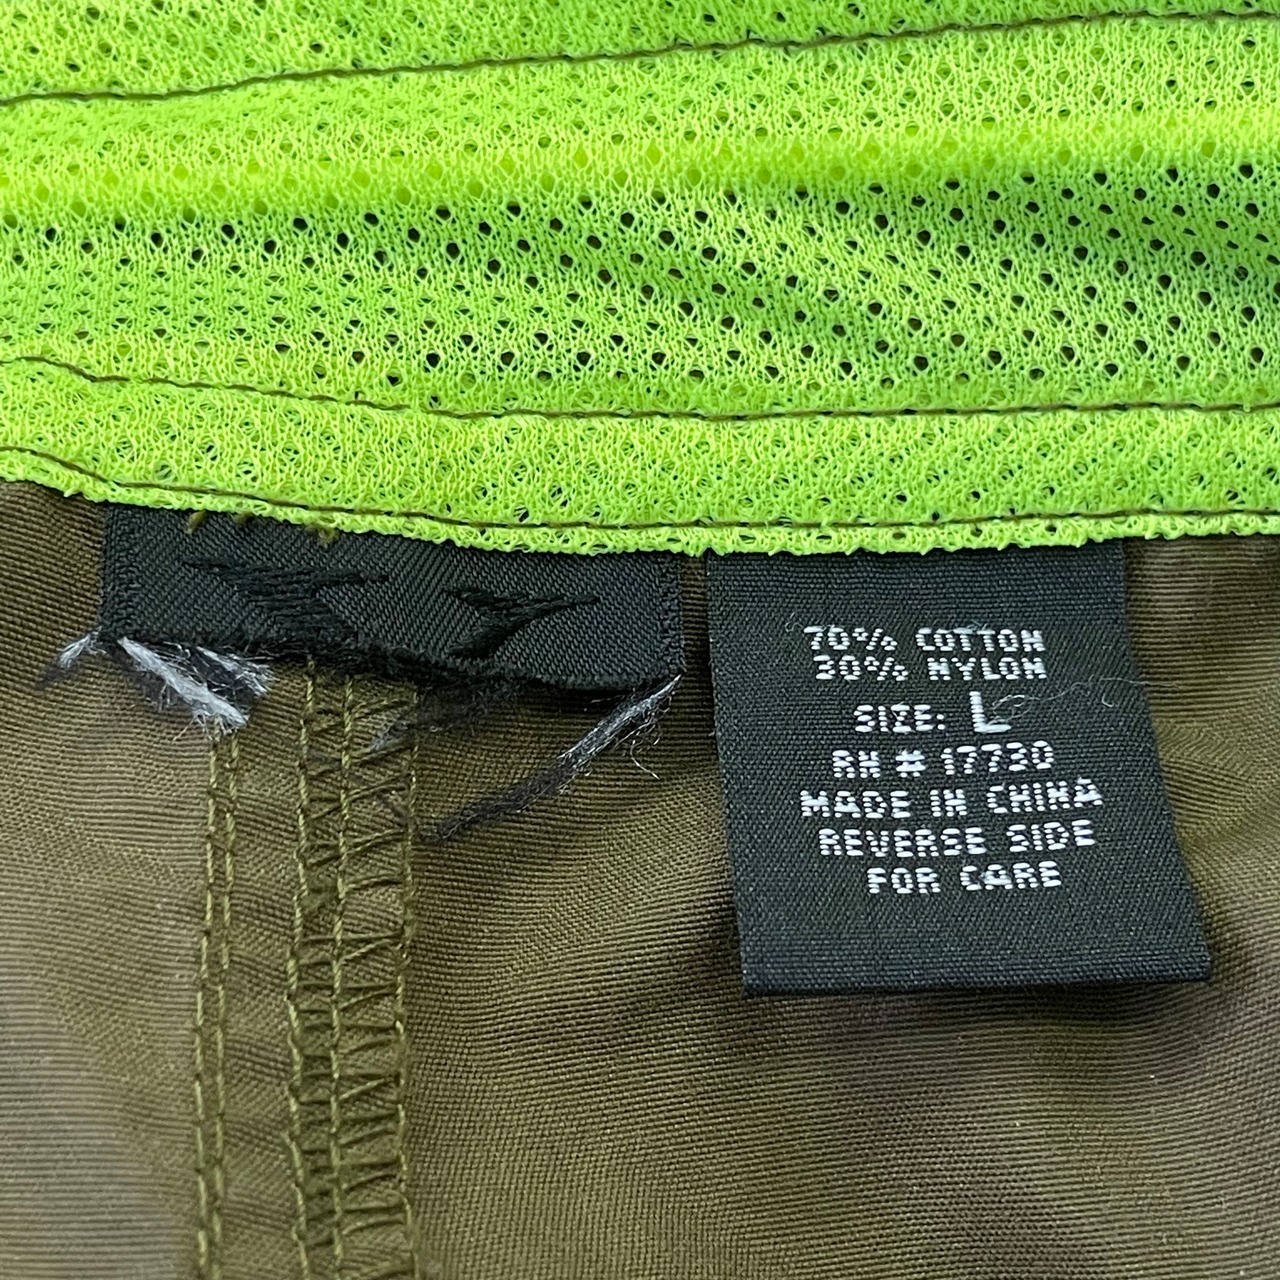 70% COTTON
30% NYLON
SIZE: L
RN # 17730
MADE IN CHINA
REVERSE SIDE
FOR CARE